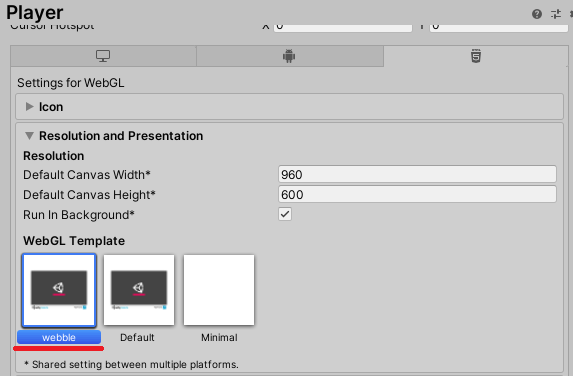 Player
Cursor Hotspot X 0 Y 0
Settings for WebGL
Icon
Resolution and Presentation
Resolution
Default Canvas Width* 960
Default Canvas Height* 600
Run In Background*
WebGL Template
webble Default Minimal
* Shared setting between multiple platforms.